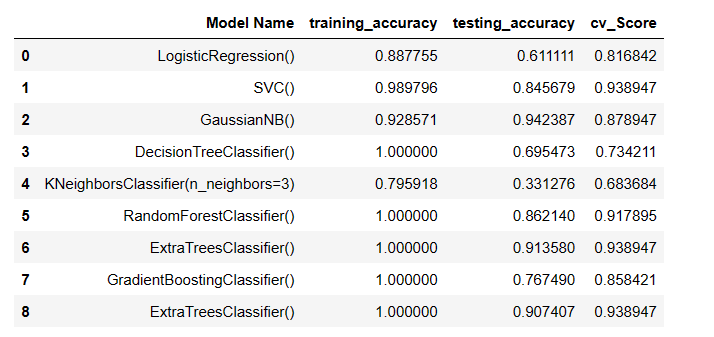 Model Name training_accuracy testing_accuracy cv_Score
0 LogisticRegression() 0.887755 0.611111 0.816842
1 SVC() 0.989796 0.845679 0.938947
2 GaussianNB() 0.928571 0.942387 0.878947
3 DecisionTreeClassifier() 1.000000 0.695473 0.734211
4 KNeighborsClassifier(n_neighbors=3) 0.795918 0.331276 0.683684
5 RandomForestClassifier() 1.000000 0.862140 0.917895
6 ExtraTreesClassifier() 1.000000 0.913580 0.938947
7 GradientBoostingClassifier() 1.000000 0.767490 0.858421
8 ExtraTreesClassifier() 1.000000 0.907407 0.938947